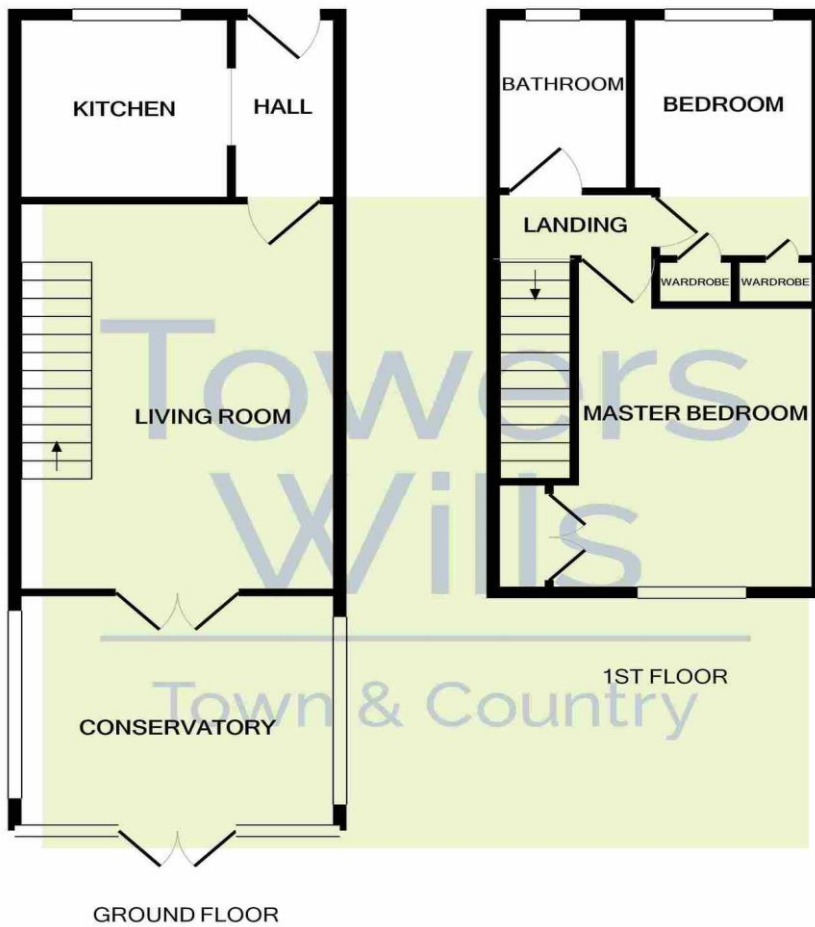 KITCHEN
HALL
LIVING ROOM
CONSERVATORY
GROUND FLOOR
BATHROOM
BEDROOM
LANDING
WARDROBE
WARDROBE
MASTER BEDROOM
1ST FLOOR
Towers
Wills
Town & Country